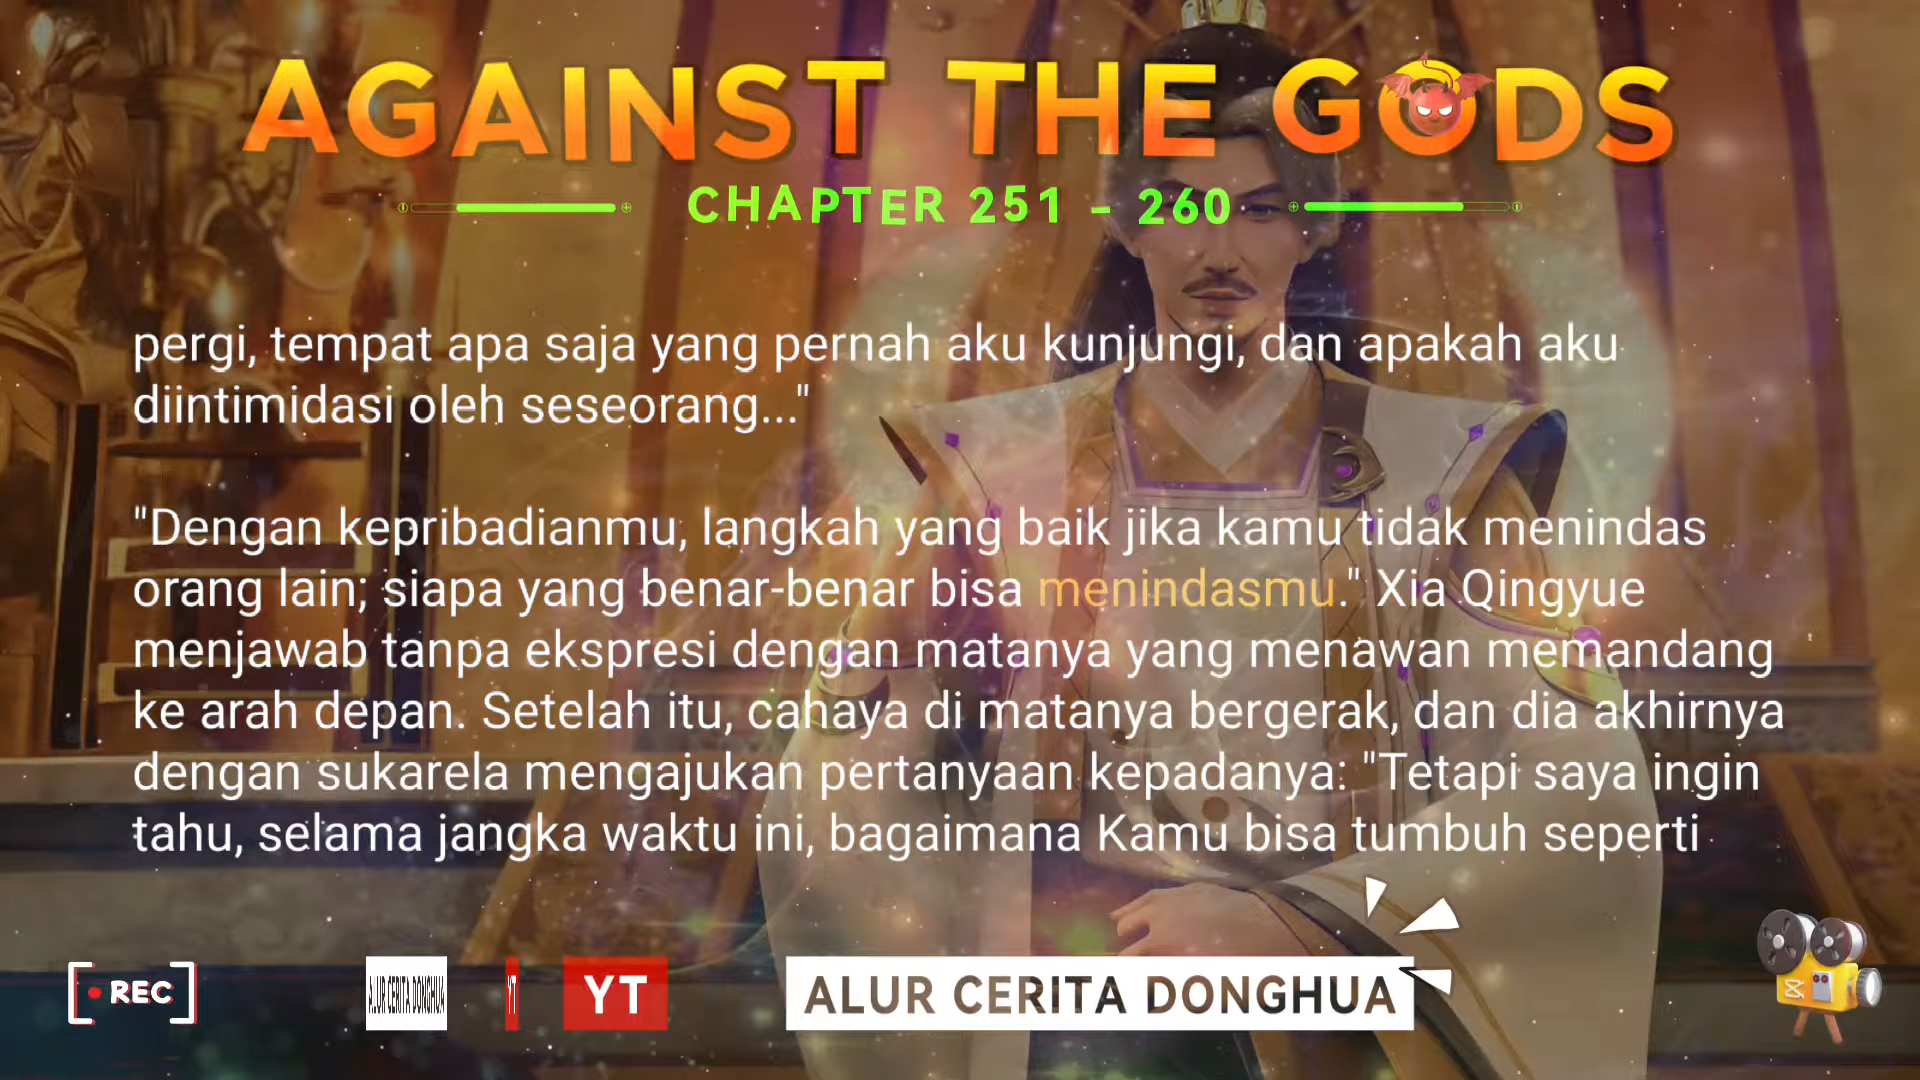 AGAINST THE GODS
CHAPTER 251 - 260
pergi, tempat apa saja yang pernah aku kunjungi, dan apakah aku
diintimidasi oleh seseorang..."
"Dengan kepribadianmu, langkah yang baik jika kamu tidak menindas
orang lain; siapa yang benar-benar bisa menindasmu." Xia Qingyue
menjawab tanpa ekspresi dengan matanya yang menawan memandang
ke arah depan. Setelah itu, cahaya di matanya bergerak, dan dia akhirnya
dengan sukarela mengajukan pertanyaan kepadanya: "Tetapi saya ingin
tahu, selama jangka waktu ini, bagaimana Kamu bisa tumbuh seperti
REC
ALUR CERITA DONGHUA
YT
YT
ALUR CERITA DONGHUA